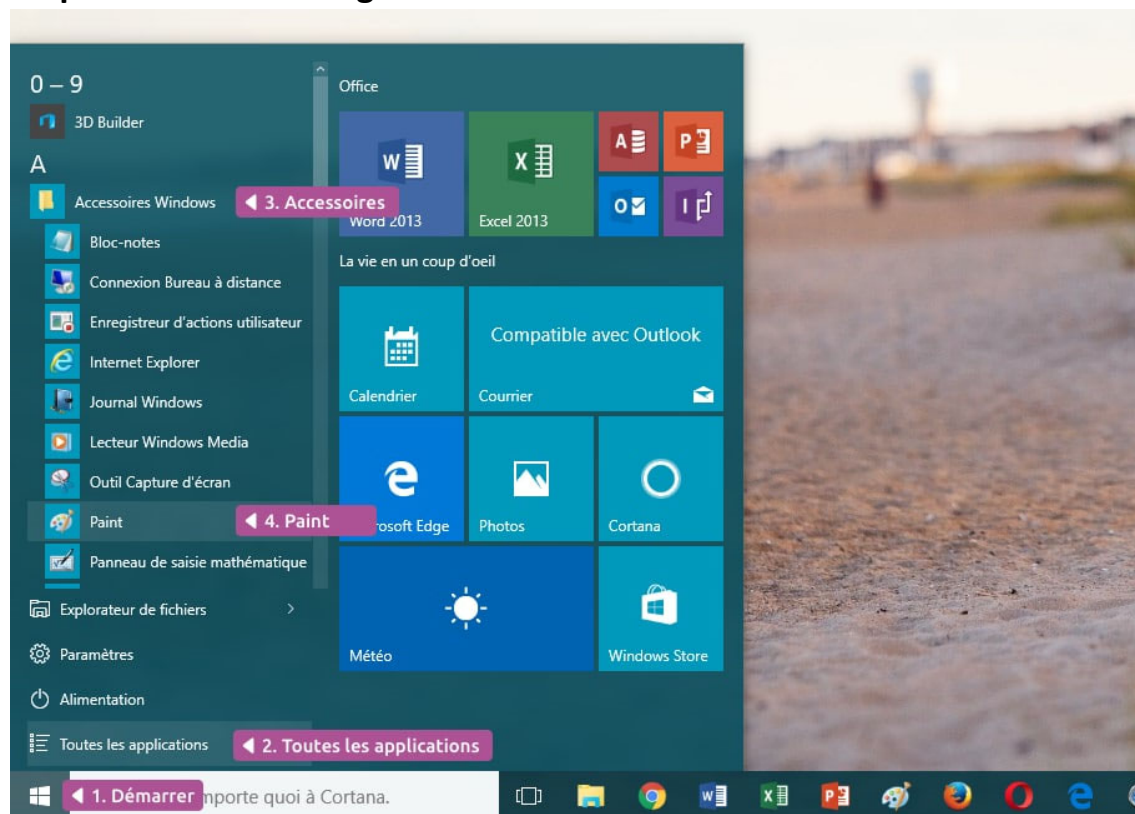 0 – 9
3D Builder
A
Accessoires Windows
3. Accessoires
Bloc-notes
Connexion Bureau à distance
Enregistreur d'actions utilisateur
Internet Explorer
Journal Windows
Lecteur Windows Media
Outil Capture d'écran
Paint
4. Paint
Panneau de saisie mathématique
Explorateur de fichiers
Paramètres
Alimentation
Toutes les applications
2. Toutes les applications
Office
Word 2013
Excel 2013
La vie en un coup d'oeil
Calendrier
Compatible avec Outlook
Courrier
rosoft Edge
Photos
Cortana
Météo
Windows Store
1. Démarrer
mporte quoi à Cortana.